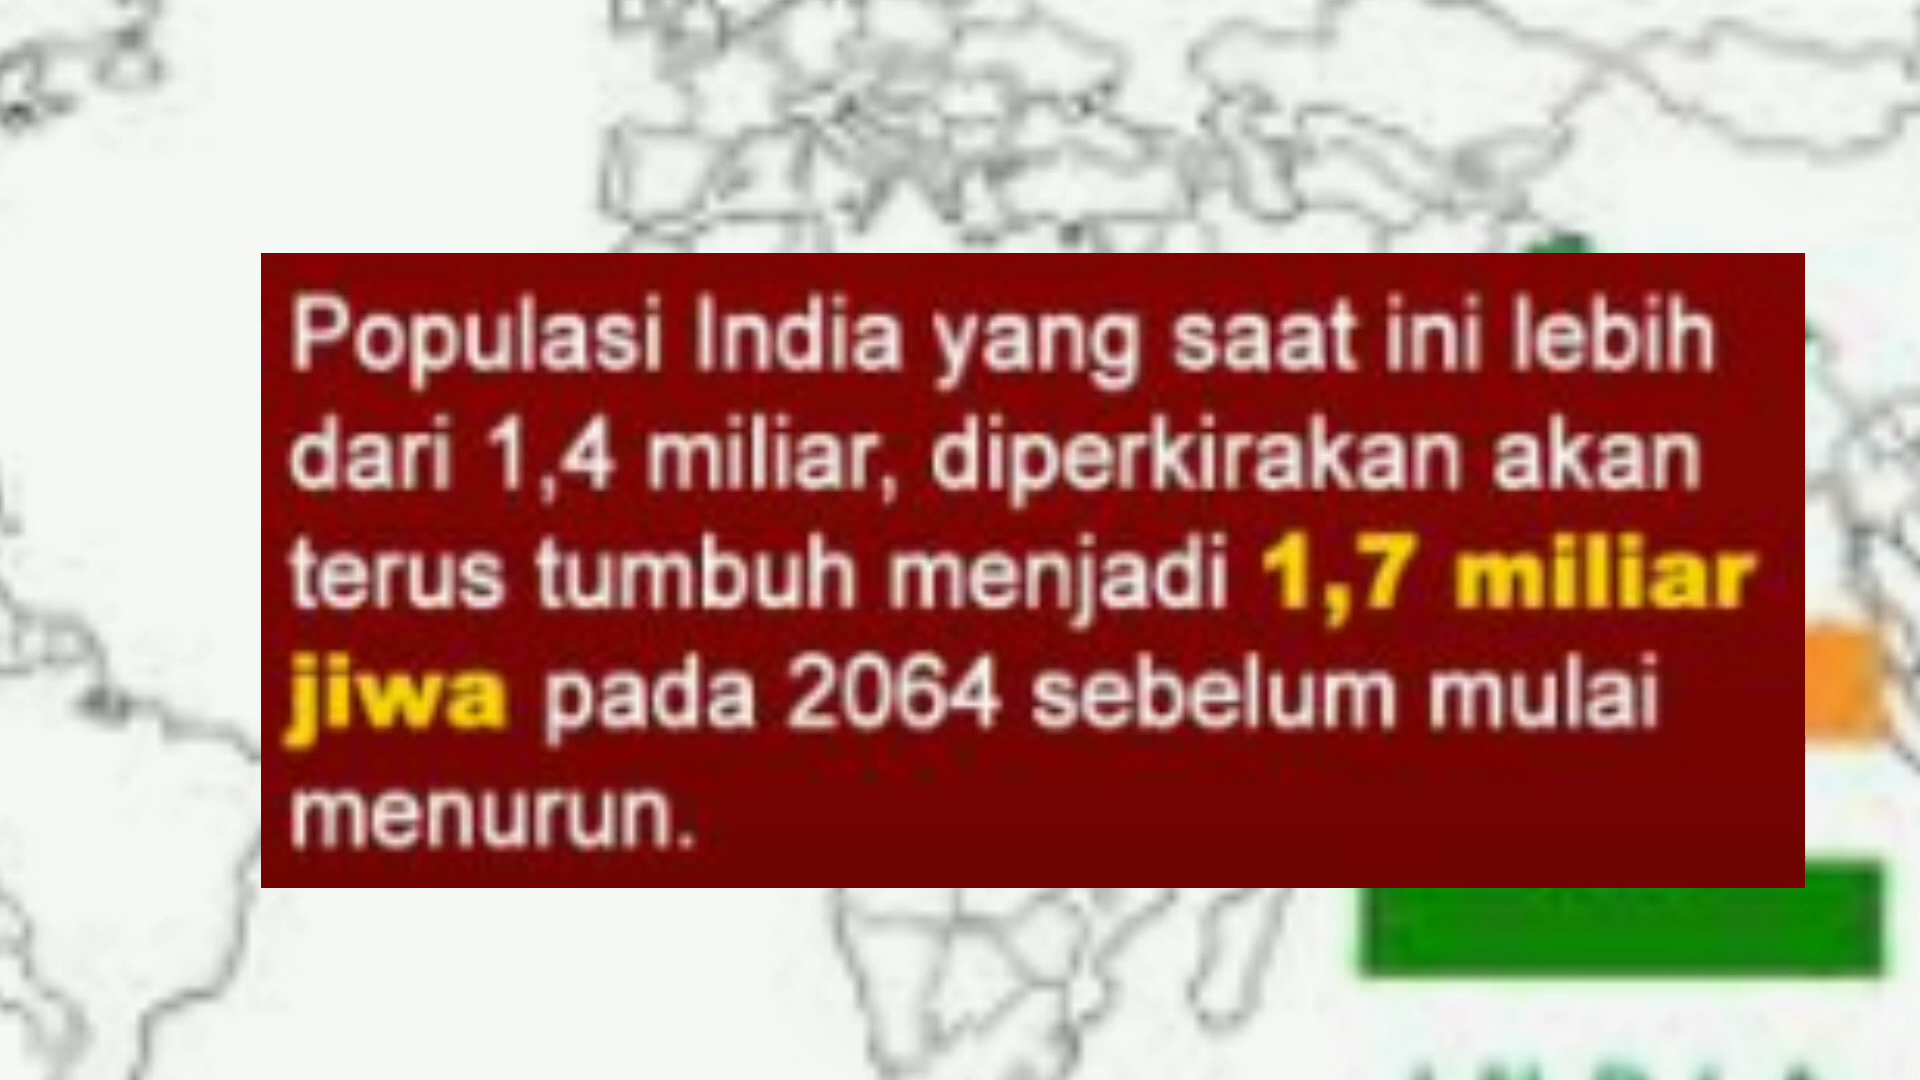 Populasi India yang saat ini lebih
dari 1,4 miliar, diperkirakan akan
terus tumbuh menjadi 1,7 miliar
jiwa pada 2064 sebelum mulai
menurun.